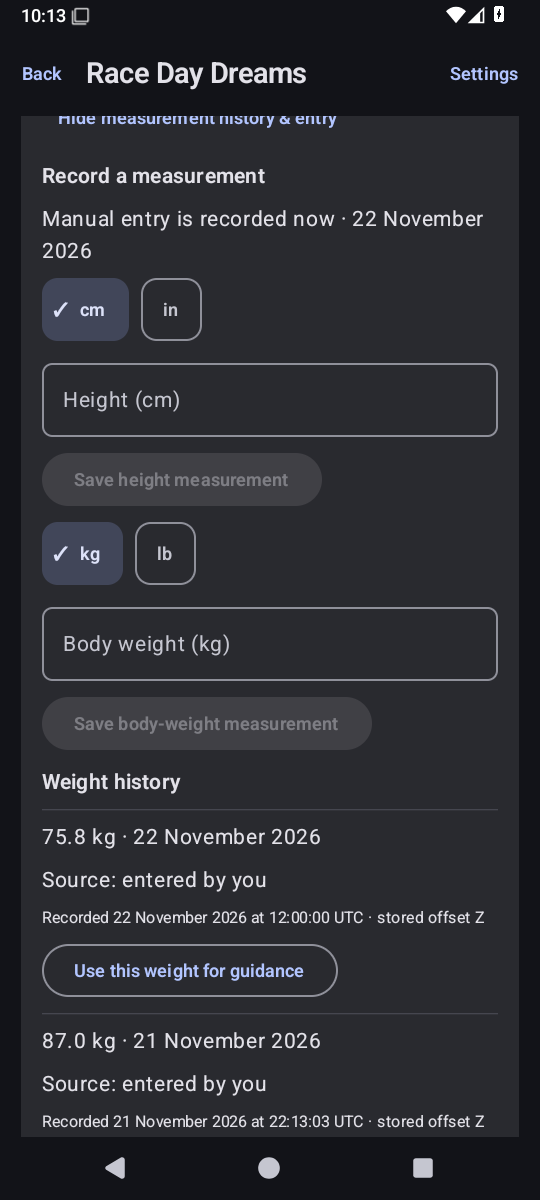 10:13
Back Race Day Dreams Settings
Hide measurement history & entry
Record a measurement
Manual entry is recorded now · 22 November
2026
✓ cm in
Height (cm)
Save height measurement
✓ kg lb
Body weight (kg)
Save body-weight measurement
Weight history
75.8 kg · 22 November 2026
Source: entered by you
Recorded 22 November 2026 at 12:00:00 UTC · stored offset Z
Use this weight for guidance
87.0 kg · 21 November 2026
Source: entered by you
Recorded 21 November 2026 at 22:13:03 UTC · stored offset Z